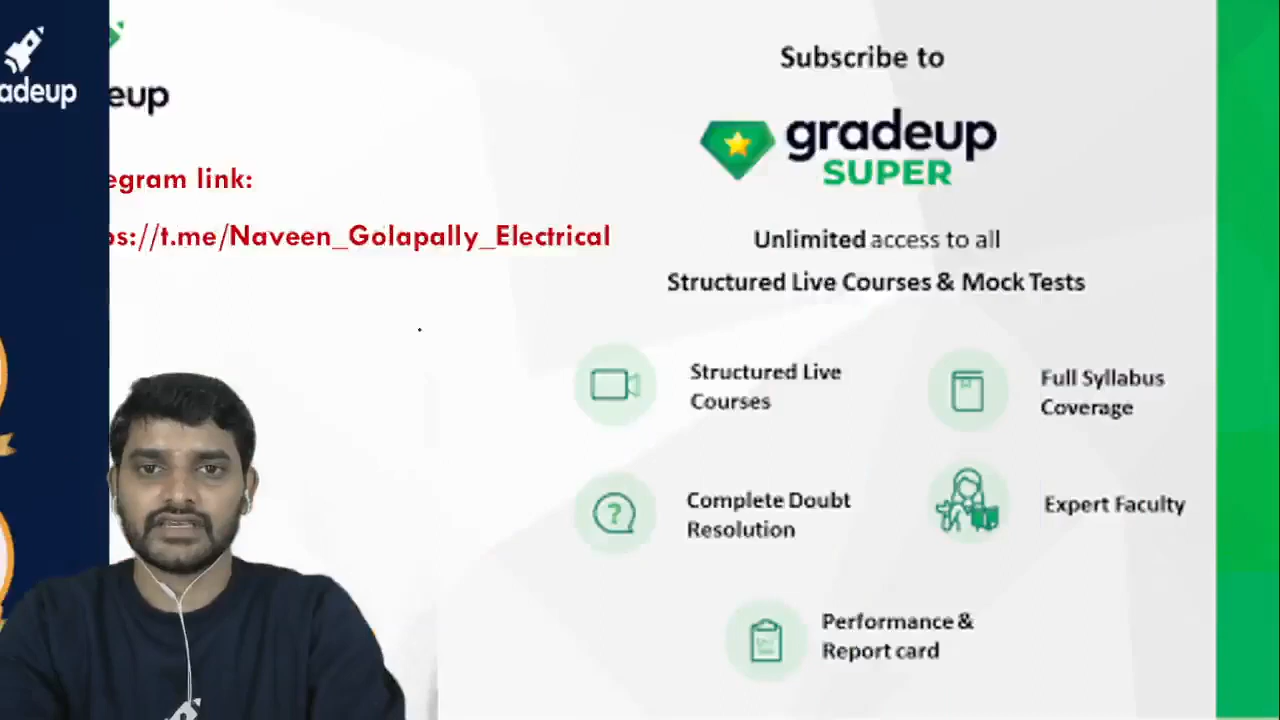 adeup
eup
egram link:
ps://t.me/Naveen_Golapally_Electrical
Subscribe to
gradeup
SUPER
Unlimited access to all
Structured Live Courses & Mock Tests
Structured Live
Courses
Full Syllabus
Coverage
?
Complete Doubt
Resolution
Expert Faculty
Performance &
Report card